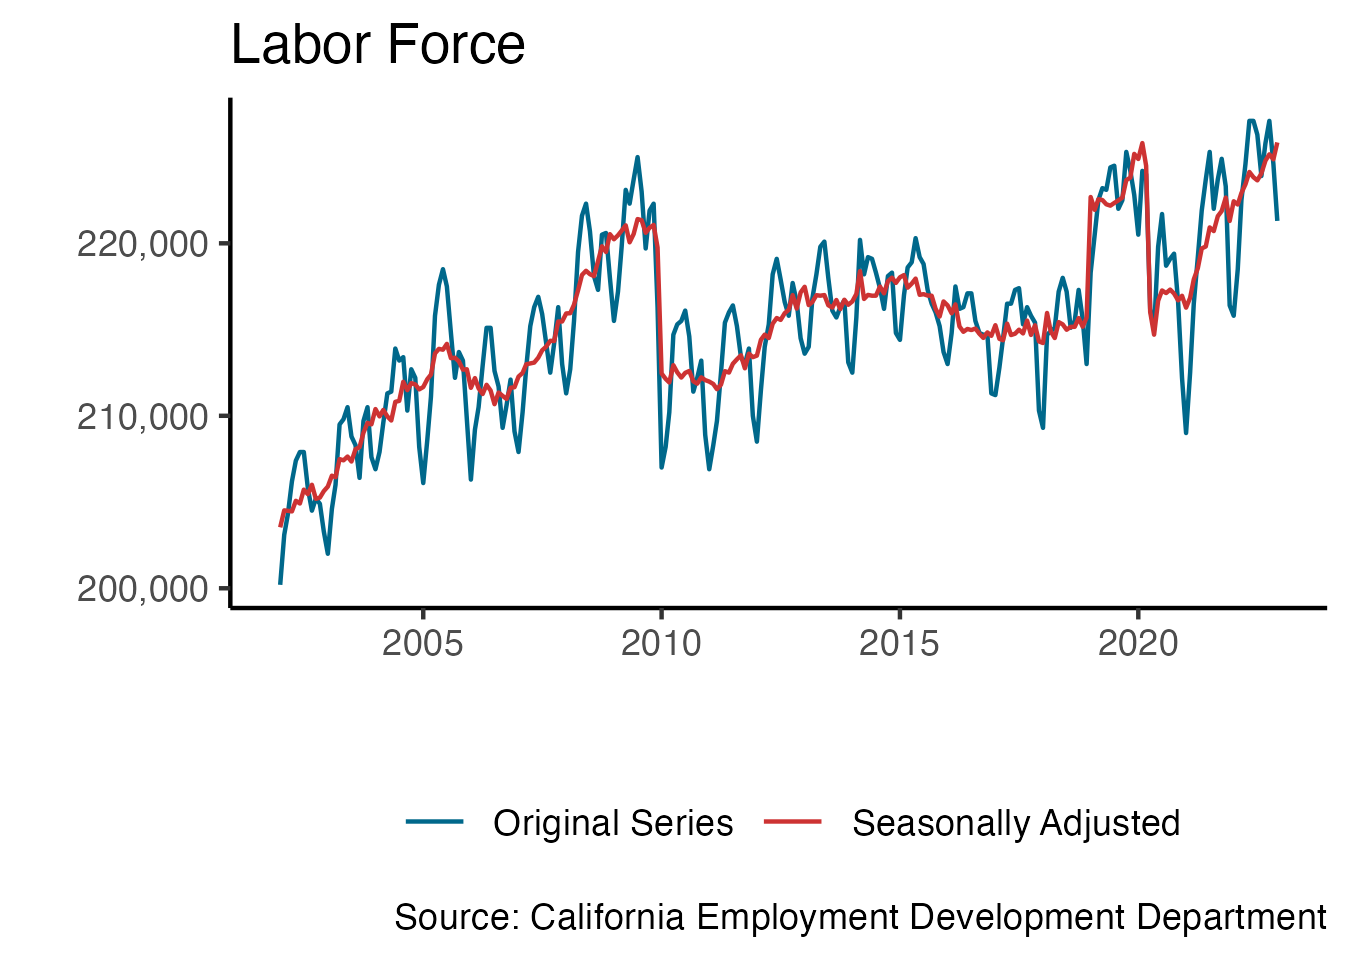 Labor Force
220,000
210,000
200,000
2005 2010 2015 2020
Original Series Seasonally Adjusted
Source: California Employment Development Department